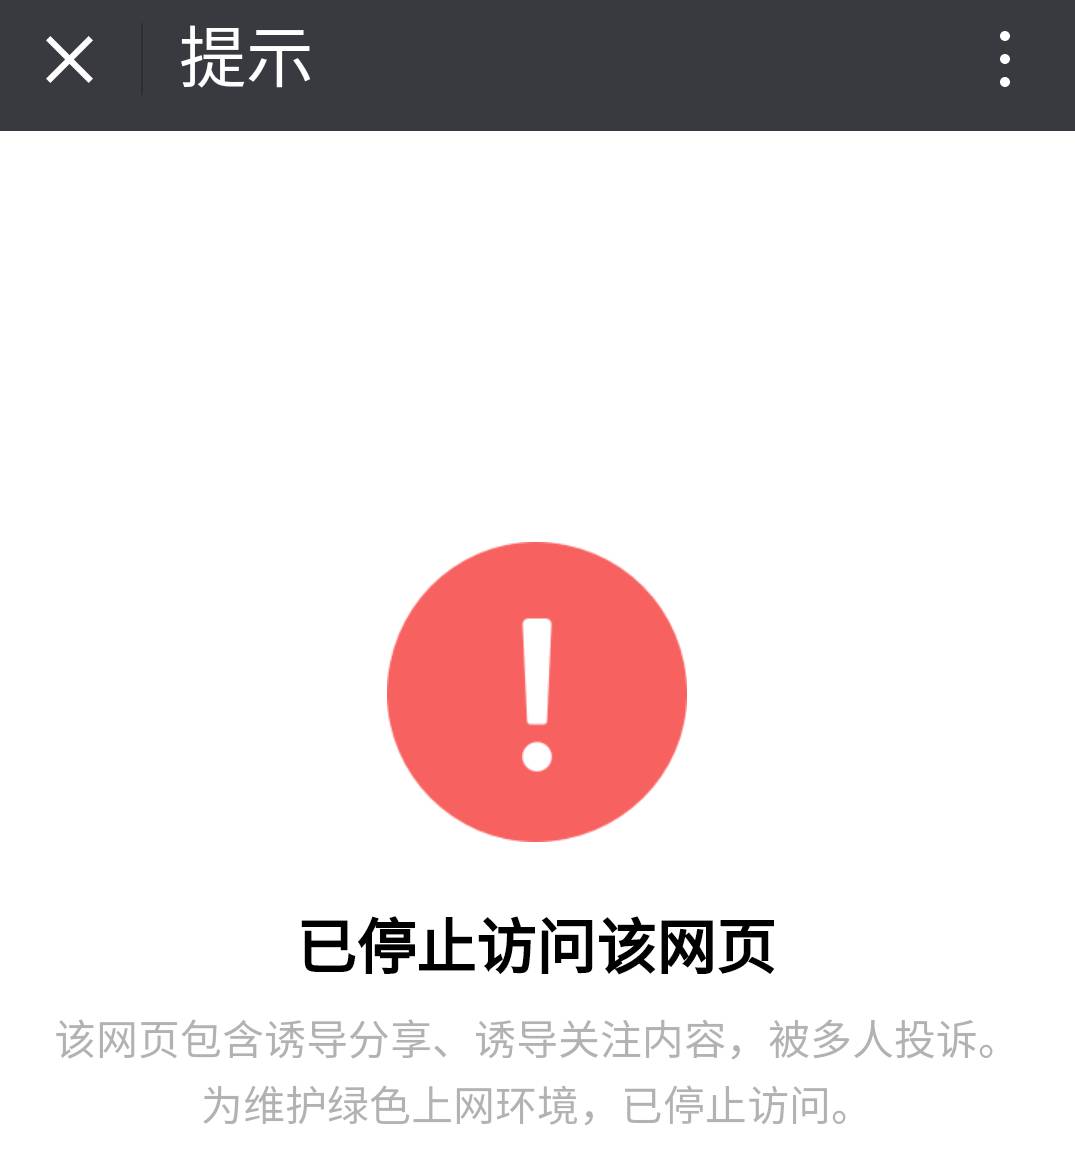 提示
已停止访问该网页
该网页包含诱导分享、诱导关注内容，被多人投诉。
为维护绿色上网环境，已停止访问。